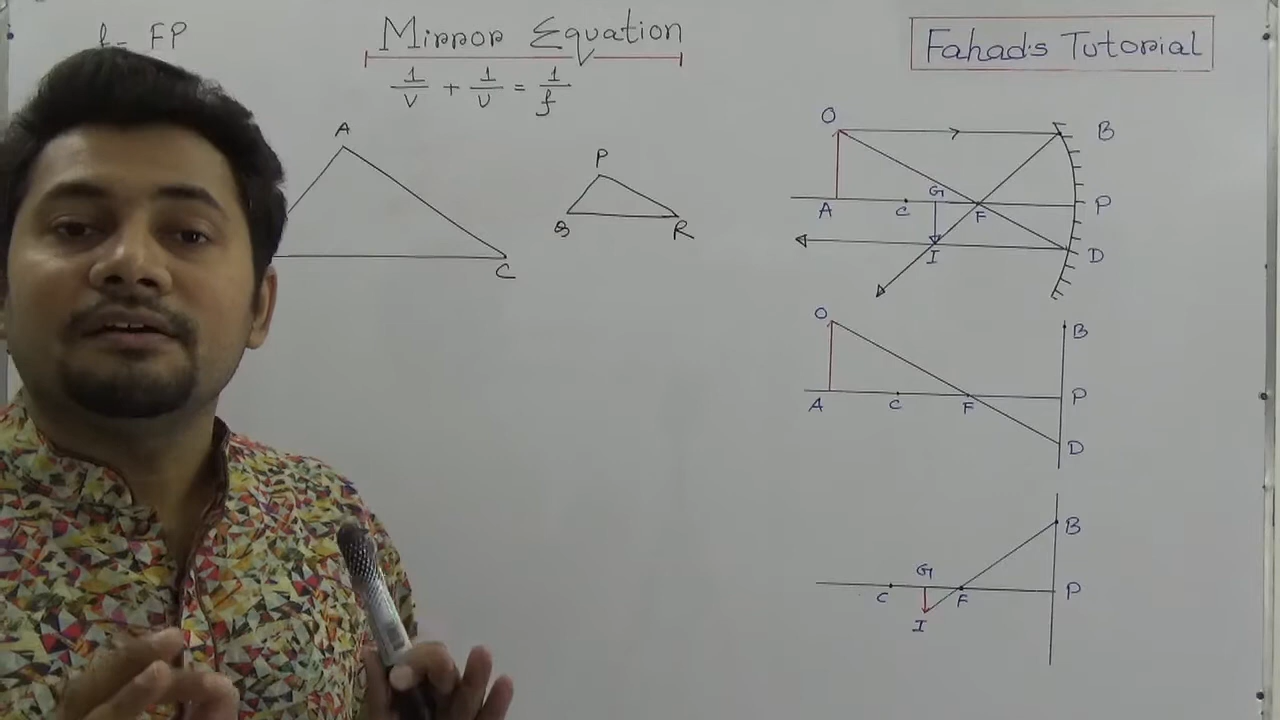 f- FP
Mirror Equation
1/v + 1/u = 1/f
Fahad's Tutorial
A
C
P
Q
R
O
B
A
C
G
F
P
I
D
O
B
A
C
F
P
D
B
G
C
F
P
I